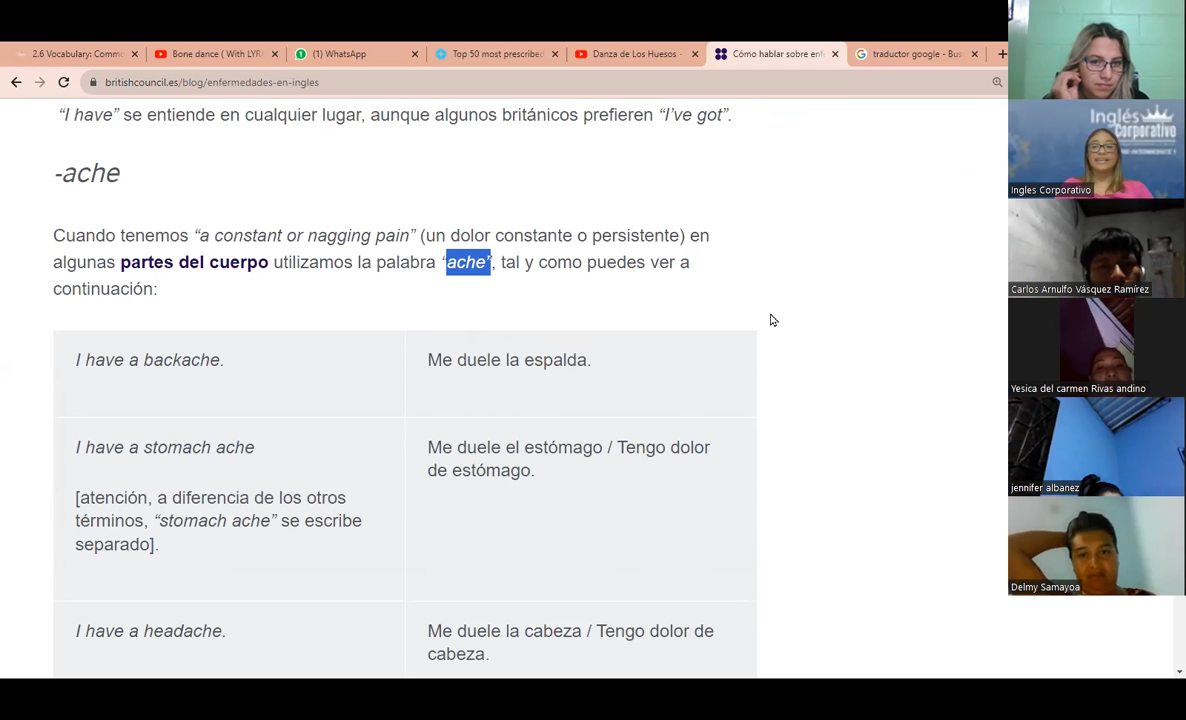 2.6 Vocabulary: Commo
Bone dance ( With LYRI
(1) WhatsApp
Top 50 most prescribed
Danza de Los Huesos -
Cómo hablar sobre enf
traductor google - Bus
britishcouncil.es/blog/enfermedades-en-ingles
“I have” se entiende en cualquier lugar, aunque algunos británicos prefieren “I’ve got”.
-ache
Cuando tenemos “a constant or nagging pain” (un dolor constante o persistente) en
algunas partes del cuerpo utilizamos la palabra “ache”, tal y como puedes ver a
continuación:
I have a backache.
Me duele la espalda.
I have a stomach ache
Me duele el estómago / Tengo dolor
de estómago.
[atención, a diferencia de los otros
términos, “stomach ache” se escribe
separado].
I have a headache.
Me duele la cabeza / Tengo dolor de
cabeza.
Inglés
Corporativo
Ingles Corporativo
Carlos Arnulfo Vásquez Ramírez
Yesica del carmen Rivas andino
jennifer albanez
Delmy Samayoa